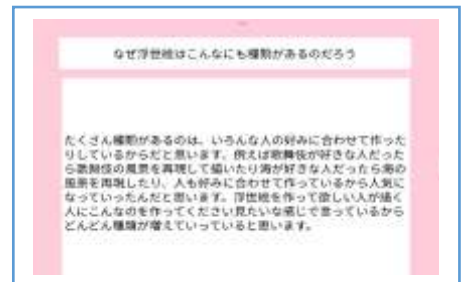 なぜ浮世絵はこんなにも種類があるのだろう
たくさん種類があるのは、いろんな人の好みに合わせて作った
りしているからだと思います。例えば歌舞伎が好きな人だった
ら歌舞伎の風景を再現して描いたり海が好きな人だったら海の
風景を再現したり、人も好みに合わせて作っているから人気に
なっていったんだと思います。浮世絵を作って欲しい人が描く
人にこんなのを作ってください見たいな感じで言っているから
どんどん種類が増えていっていると思います。